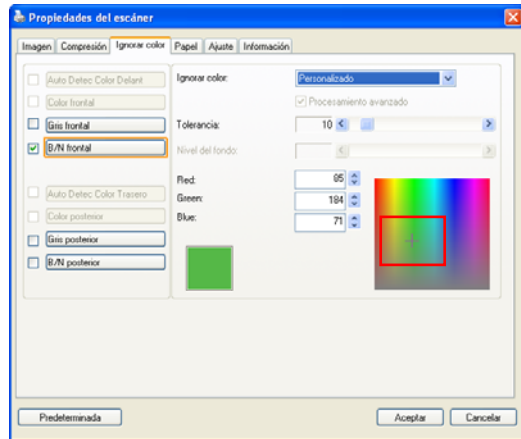 Propiedades del escáner
Imagen Compresión Ignorar color Papel Ajuste Información
Auto Detec Color Delant
Color frontal
Gris frontal
B/N frontal
Auto Detec Color Trasero
Color posterior
Gris posterior
B/N posterior
Ignorar color: Personalizado
Procesamiento avanzado
Tolerancia: 10
Nivel del fondo:
Red: 85
Green: 184
Blue: 71
Predeterminada Aceptar Cancelar